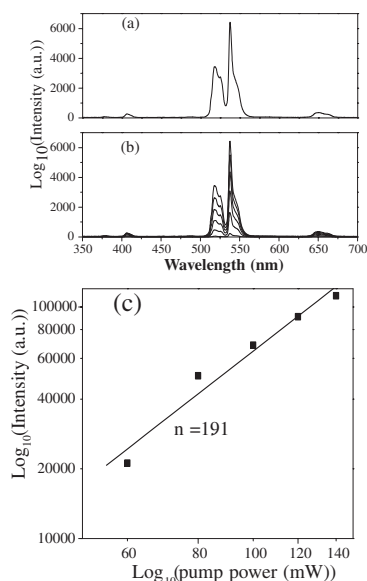 (a)
6000
4000
2000
0
(b)
6000
4000
2000
0
Log10(Intensity (a.u.))
350 400 450 500 550 600 650 700
Wavelength (nm)
(c)
100000
80000
60000
40000
20000
10000
Log10(Intensity (a.u.))
n =191
60 80 100 120 140
Log10(pump power (mW))